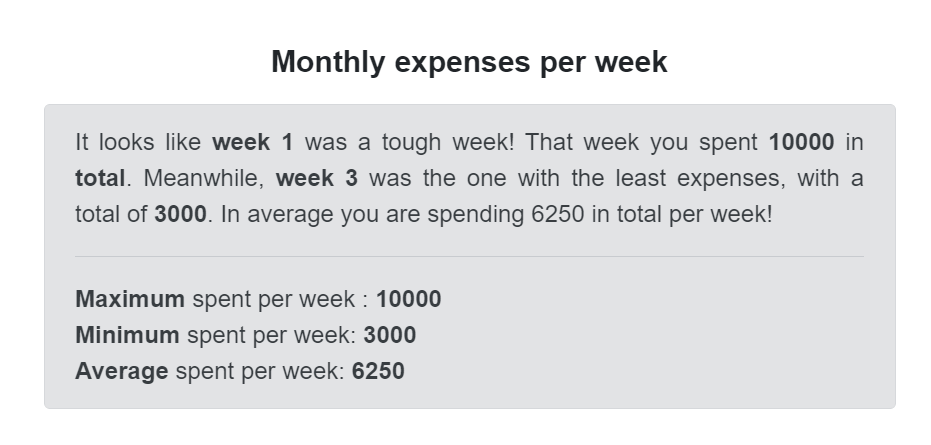 Monthly expenses per week
It looks like week 1 was a tough week! That week you spent 10000 in
total. Meanwhile, week 3 was the one with the least expenses, with a
total of 3000. In average you are spending 6250 in total per week!
Maximum spent per week : 10000
Minimum spent per week: 3000
Average spent per week: 6250